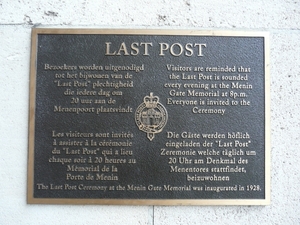 LAST POST
Bezoekers worden uitgenodigd
tot het bijwonen van de
"Last Post" plechtigheid
die iedere dag om
20 uur aan de
Menenpoort plaatsvindt
Visitors are reminded that
the Last Post is sounded
every evening at the Menin
Gate Memorial at 8pm.
Everyone is invited to the
Ceremony
Les visiteurs sont invités
à assister à la cérémonie
du "Last Post" qui a lieu
chaque soir à 20 heures au
Mémorial de la
Porte de Menin
Die Gäste werden höflich
eingeladen der "Last Post"
Zeremonie welche täglich um
20 Uhr am Denkmal des
Menentores stattfindet,
beizuwohnen
The Last Post Ceremony at the Menin Gate Memorial was inaugurated in 1928.